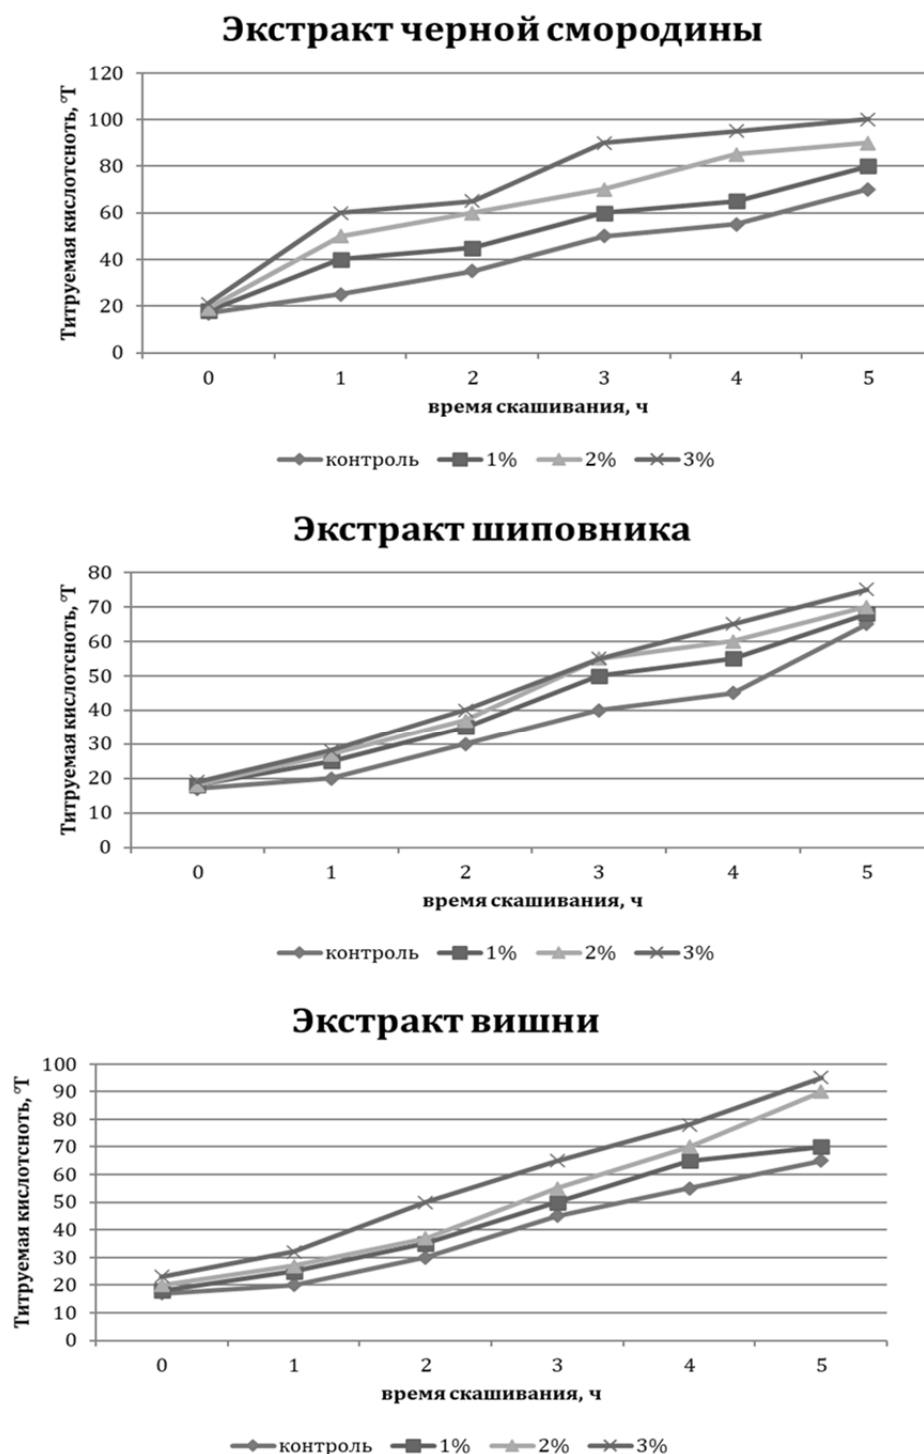 Экстракт черной смородины
Титруемая кислотсноть, °Т
120
100
80
60
40
20
0
0 1 2 3 4 5
время скашивания, ч
контроль 1% 2% 3%
Экстракт шиповника
Титруемая кислотсноть, °Т
80
70
60
50
40
30
20
10
0
0 1 2 3 4 5
время скашивания, ч
контроль 1% 2% 3%
Экстракт вишни
Титруемая кислотсноть, °Т
100
90
80
70
60
50
40
30
20
10
0
0 1 2 3 4 5
время скашивания, ч
контроль 1% 2% 3%